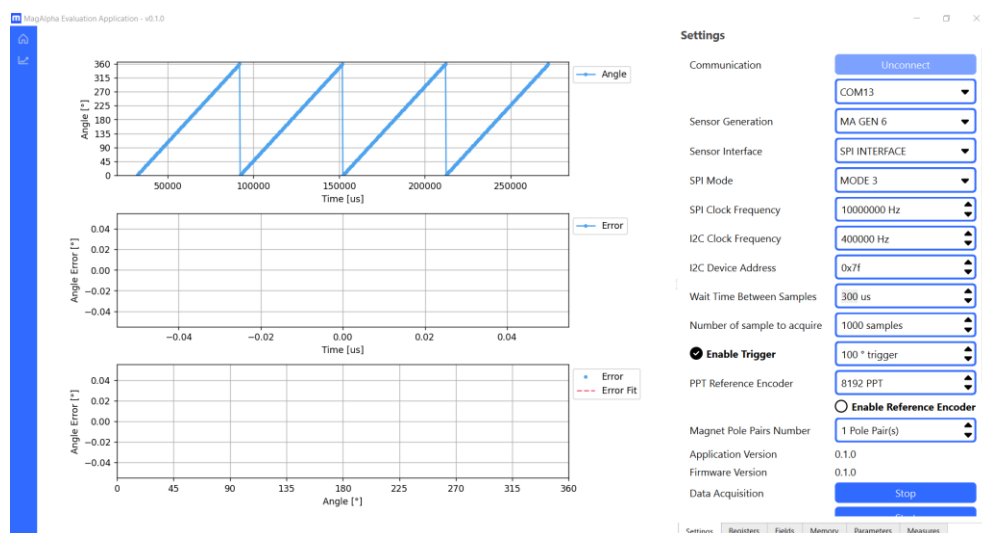 m MagAlpha Evaluation Application - v0.1.0
360
315
270
225
180
135
90
45
0
Angle [°]
50000 100000 150000 200000 250000
Time [us]
Angle
0.04
0.02
0.00
−0.02
−0.04
Angle Error [°]
−0.04 −0.02 0.00 0.02 0.04
Time [us]
Error
0.04
0.02
0.00
−0.02
−0.04
Angle Error [°]
0 45 90 135 180 225 270 315 360
Angle [°]
Error
Error Fit
Settings
Communication Unconnect
COM13
Sensor Generation MA GEN 6
Sensor Interface SPI INTERFACE
SPI Mode MODE 3
SPI Clock Frequency 10000000 Hz
I2C Clock Frequency 400000 Hz
I2C Device Address 0x7f
Wait Time Between Samples 300 us
Number of sample to acquire 1000 samples
Enable Trigger 100 ° trigger
PPT Reference Encoder 8192 PPT
Enable Reference Encoder
Magnet Pole Pairs Number 1 Pole Pair(s)
Application Version 0.1.0
Firmware Version 0.1.0
Data Acquisition Stop
Settings Registers Fields Memory Parameters Measures